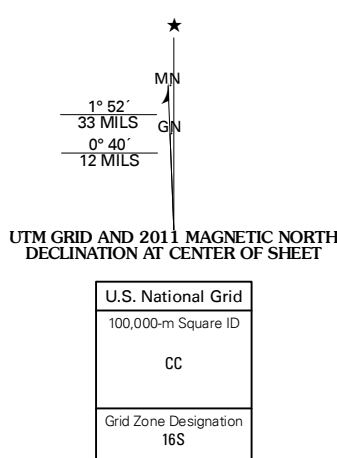 ★
MN
1° 52´
33 MILS
GN
0° 40´
12 MILS
UTM GRID AND 2011 MAGNETIC NORTH
DECLINATION AT CENTER OF SHEET
U.S. National Grid
100,000-m Square ID
CC
Grid Zone Designation
16S